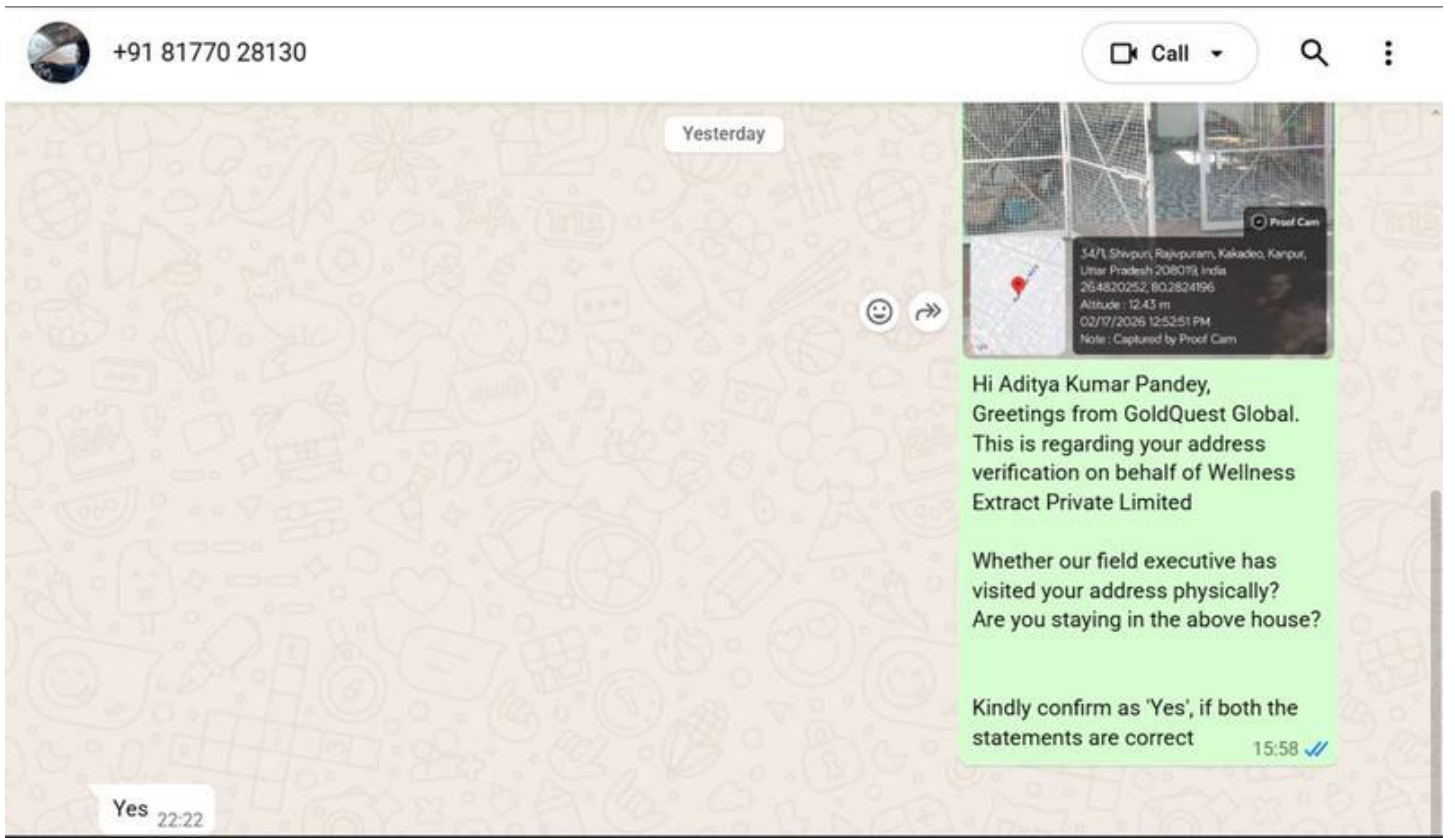 +91 81770 28130
Call
Yesterday
Proof Cam
34/1, Shivpuri, Rajivpuram, Kakadeo, Kanpur,
Uttar Pradesh 208019, India
26.4820252, 80.2824196
Altitude : 12.43 m
02/17/2026 12:52:51 PM
Note : Captured by Proof Cam
Hi Aditya Kumar Pandey,
Greetings from GoldQuest Global.
This is regarding your address
verification on behalf of Wellness
Extract Private Limited
Whether our field executive has
visited your address physically?
Are you staying in the above house?
Kindly confirm as 'Yes', if both the
statements are correct
15:58
Yes 22:22